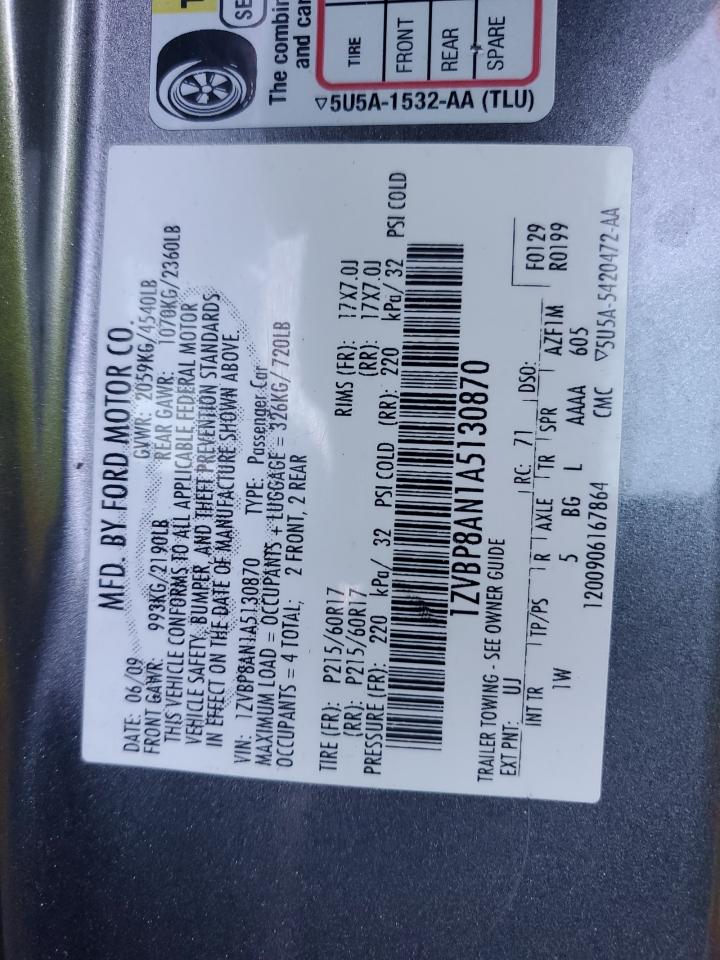 SE
The combin
and car
TIRE
FRONT
REAR
SPARE
▽5U5A-1532-AA (TLU)
MFD. BY FORD MOTOR CO.
DATE: 06/09 GVWR: 2059KG/4540LB
FRONT GAWR: 993KG/2190LB REAR GAWR: 1070KG/2360LB
THIS VEHICLE CONFORMS TO ALL APPLICABLE FEDERAL MOTOR
VEHICLE SAFETY, BUMPER, AND THEFT PREVENTION STANDARDS
IN EFFECT ON THE DATE OF MANUFACTURE SHOWN ABOVE
VIN: 1ZVBP8AN1A5130870 TYPE: Passenger Car
MAXIMUM LOAD = OCCUPANTS + LUGGAGE = 326KG/ 720LB
OCCUPANTS = 4 TOTAL; 2 FRONT, 2 REAR
TIRE (FR): P215/60R17 RIMS (FR): 17X7.0J
(RR): P215/60R17 (RR): 17X7.0J
PRESSURE (FR): 220 kPa/ 32 PSI COLD (RR): 220 kPa/ 32 PSI COLD
1ZVBP8AN1A5130870
TRAILER TOWING - SEE OWNER GUIDE
EXT PNT: UJ RC: 71 DSO: F0129
R0199
INT TR TP/PS R AXLE TR SPR AZF1M
1W 5 BG L AAAA 605
1200906167864 CMC ▽5U5A-5420472-AA